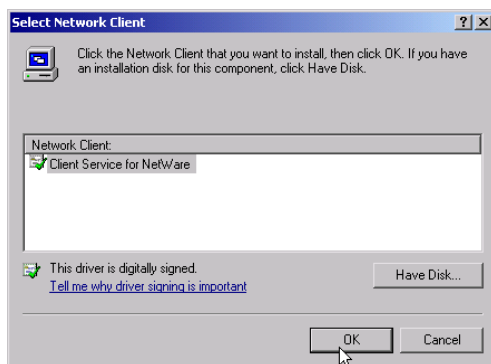 Select Network Client
Click the Network Client that you want to install, then click OK. If you have
an installation disk for this component, click Have Disk.
Network Client:
Client Service for NetWare
This driver is digitally signed.
Tell me why driver signing is important
Have Disk...
OK
Cancel